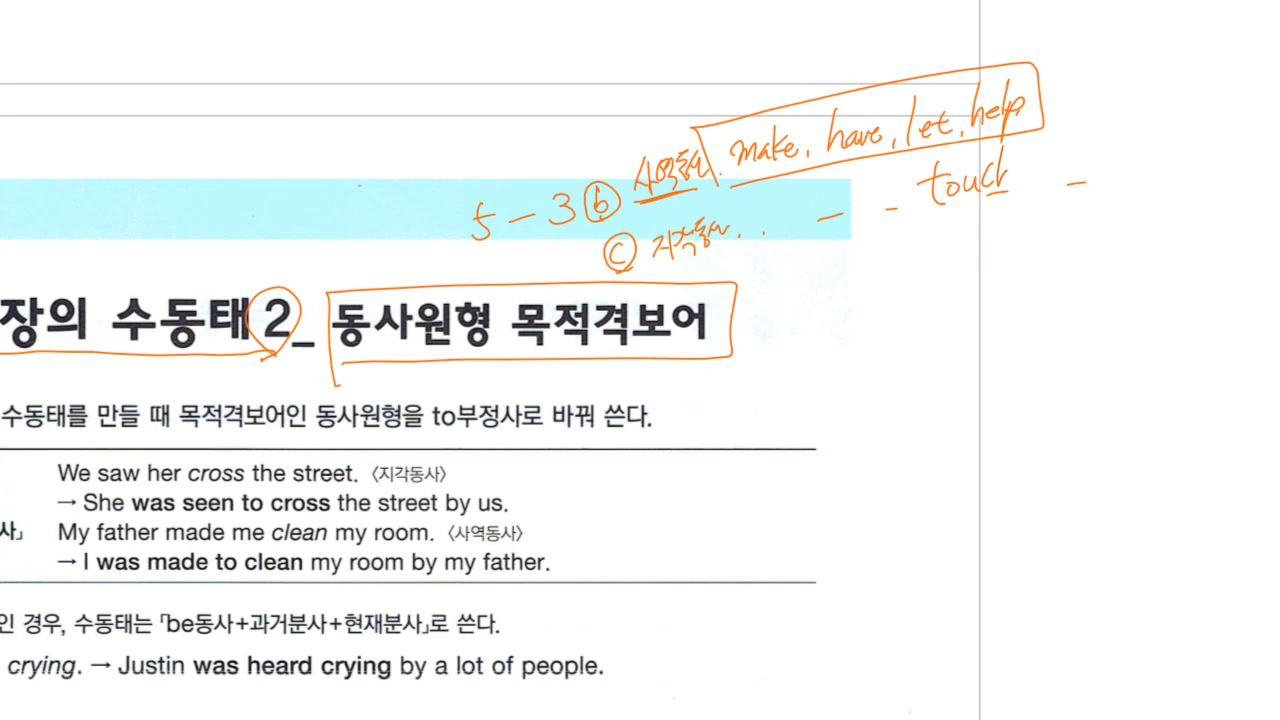 make, have, let, help
5-3 ⓑ 사역동사. touch
ⓒ 지각동사..
장의 수동태 2_ 동사원형 목적격보어
수동태를 만들 때 목적격보어인 동사원형을 to부정사로 바꿔 쓴다.
We saw her cross the street. 〈지각동사〉
→ She was seen to cross the street by us.
사」 My father made me clean my room. 〈사역동사〉
→ I was made to clean my room by my father.
인 경우, 수동태는 「be동사+과거분사+현재분사」로 쓴다.
crying. → Justin was heard crying by a lot of people.